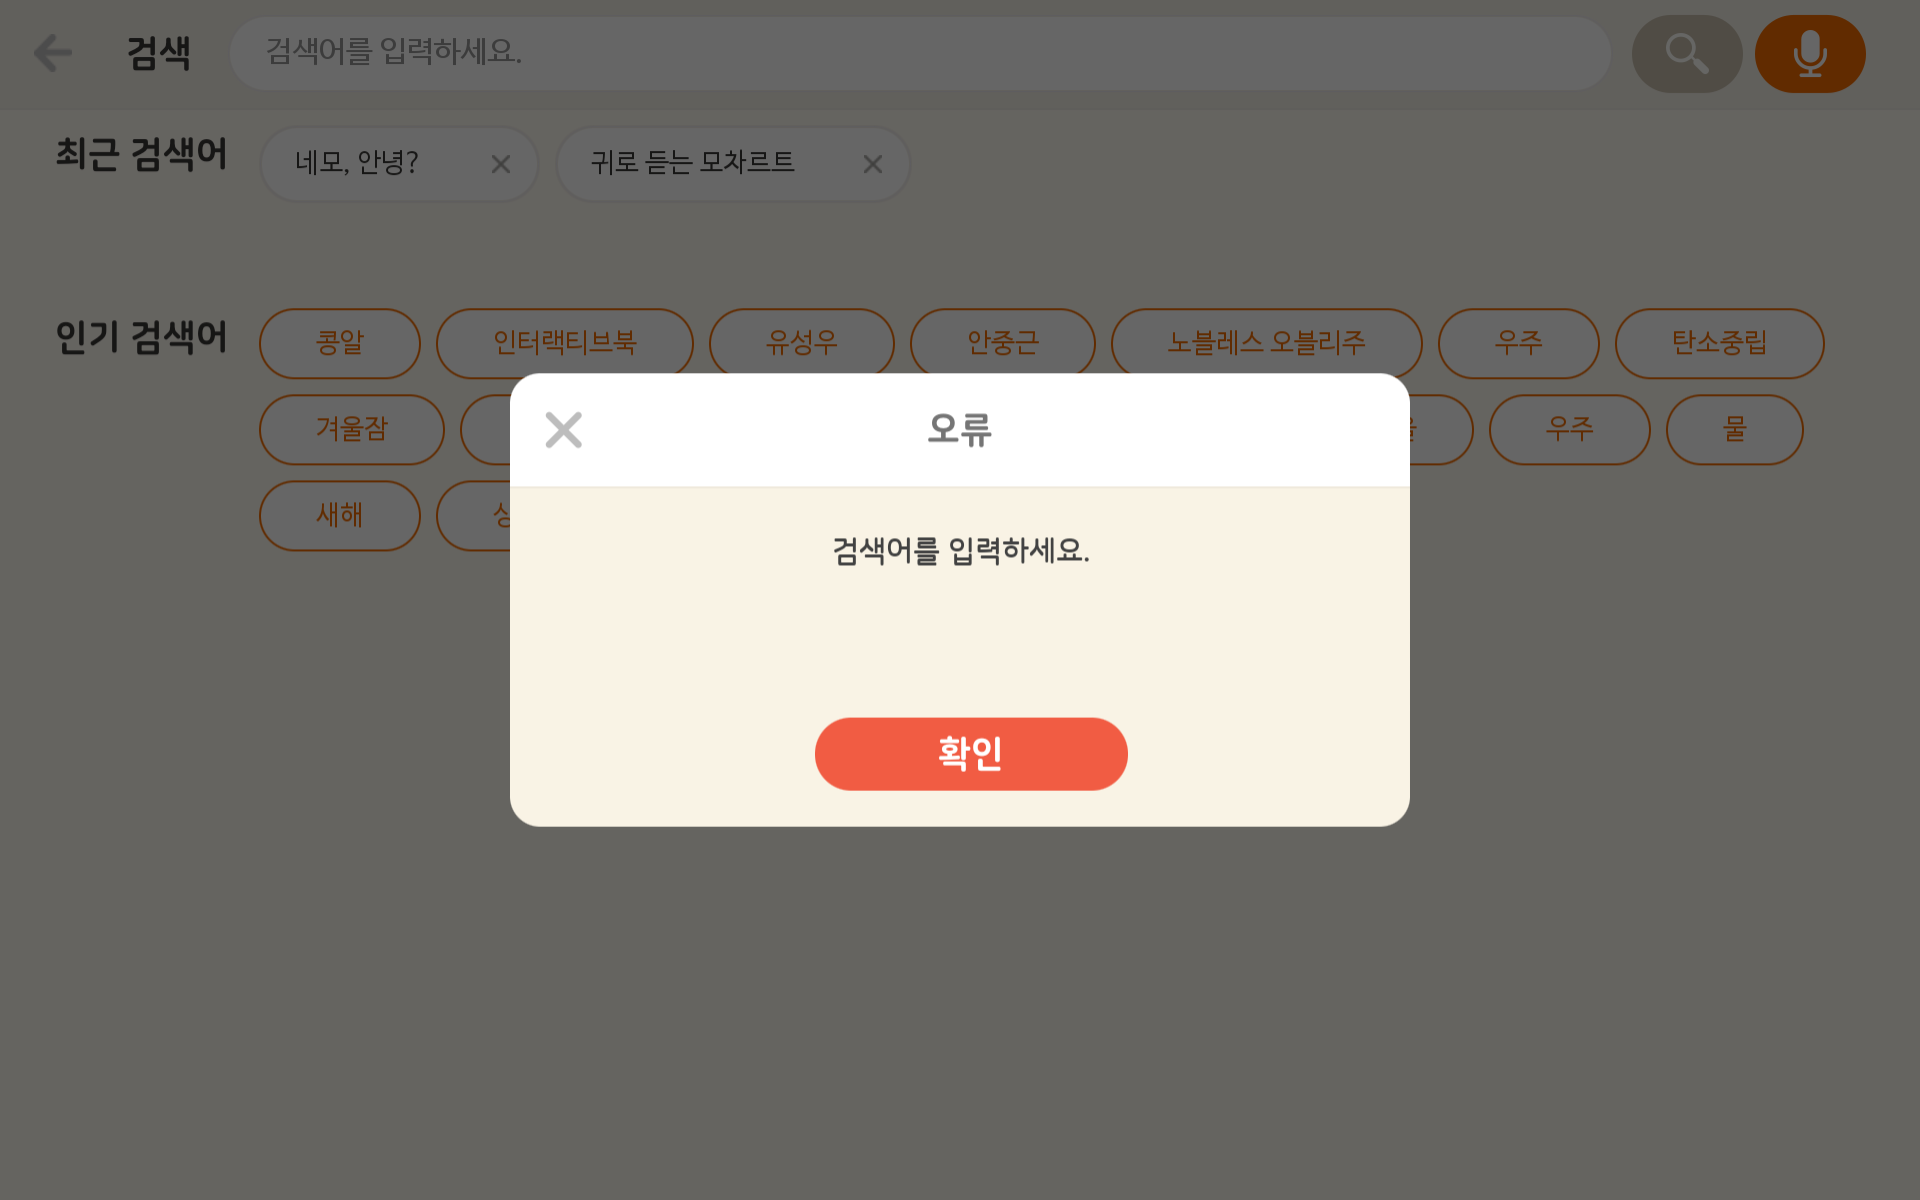 검색 검색어를 입력하세요.
최근 검색어 네모, 안녕? 귀로 듣는 모차르트
인기 검색어 콩알 인터랙티브북 유성우 안중근 노블레스 오블리주 우주 탄소중립
겨울잠 우주 물
새해
오류
검색어를 입력하세요.
확인